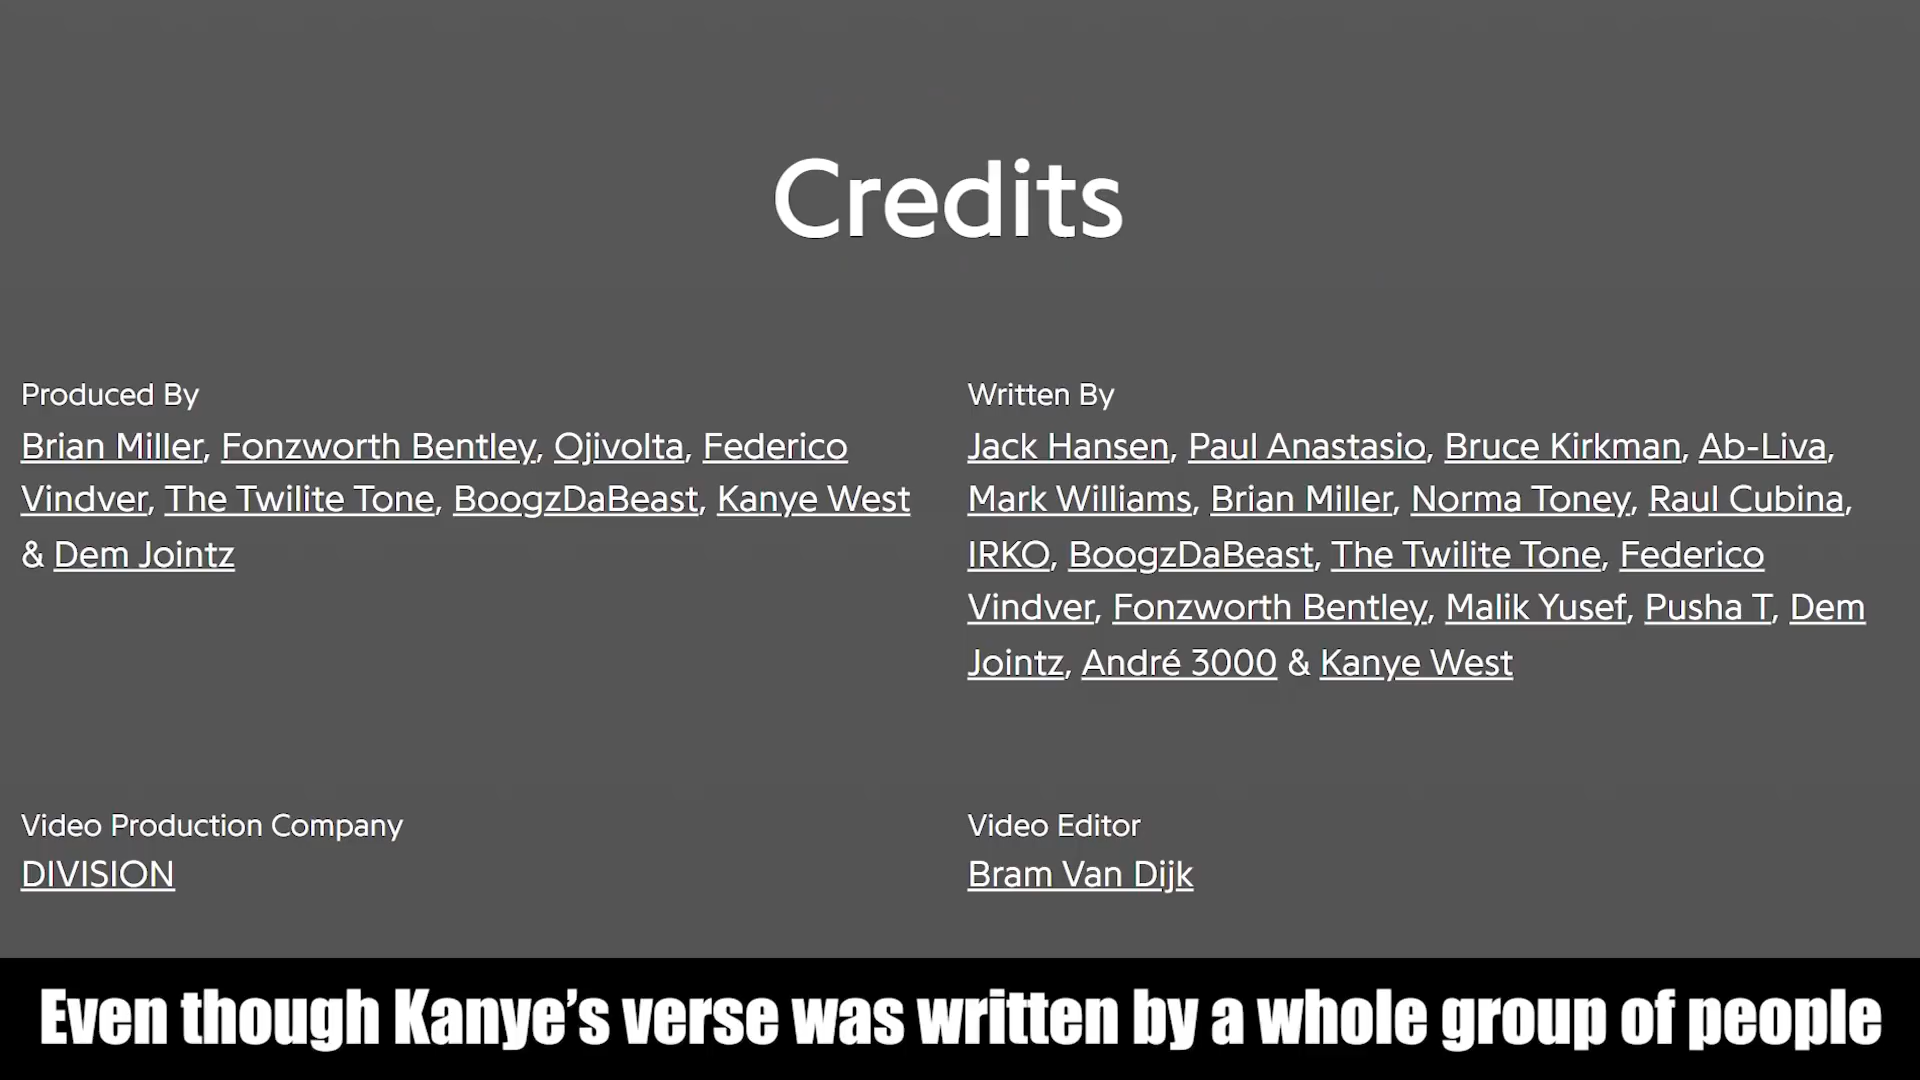 Credits
Produced By
Brian Miller, Fonzworth Bentley, Ojivolta, Federico
Vindver, The Twilite Tone, BoogzDaBeast, Kanye West
& Dem Jointz
Written By
Jack Hansen, Paul Anastasio, Bruce Kirkman, Ab-Liva,
Mark Williams, Brian Miller, Norma Toney, Raul Cubina,
IRKO, BoogzDaBeast, The Twilite Tone, Federico
Vindver, Fonzworth Bentley, Malik Yusef, Pusha T, Dem
Jointz, André 3000 & Kanye West
Video Production Company
DIVISION
Video Editor
Bram Van Dijk
Even though Kanye’s verse was written by a whole group of people